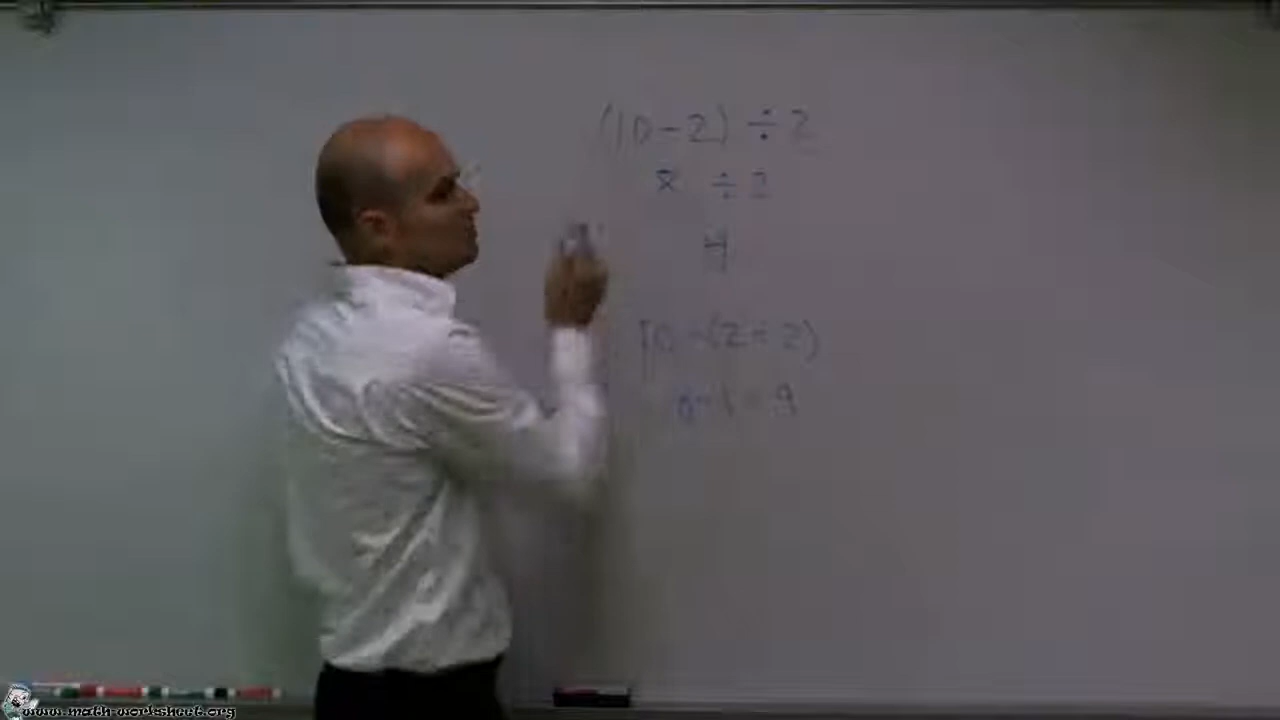 (10-2) ÷ 2
8 ÷ 2
4
10 - (2 ÷ 2)
10 - 1 = 9
www.math-worksheet.org